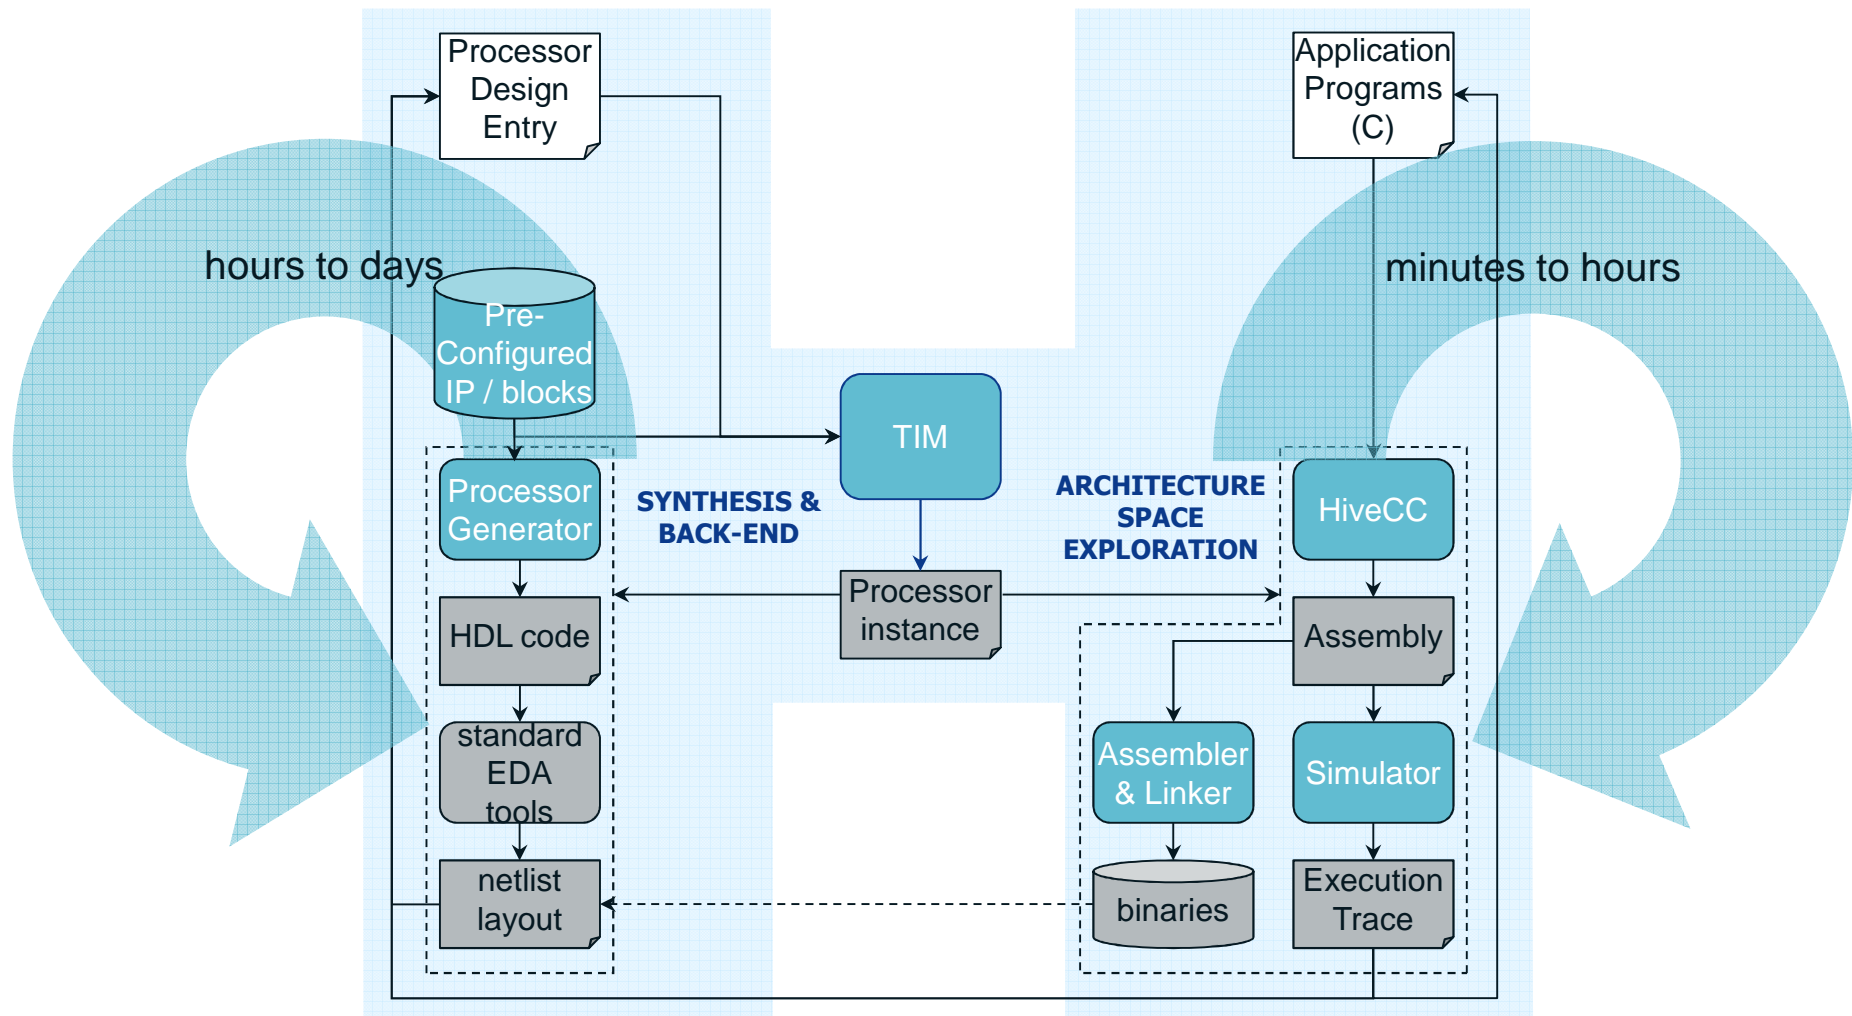 Processor
Design
Entry
Application
Programs
(C)
hours to days
minutes to hours
Pre-
Configured
IP / blocks
TIM
Processor
Generator
SYNTHESIS &
BACK-END
ARCHITECTURE
SPACE
EXPLORATION
HiveCC
Processor
instance
HDL code
Assembly
standard
EDA
tools
Assembler
& Linker
Simulator
netlist
layout
binaries
Execution
Trace